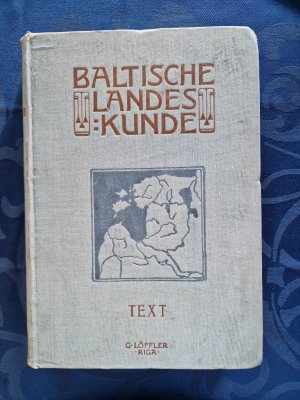 BALTISCHE
LANDES
:KUNDE
TEXT
G·LÖFFLER
·RIGA·